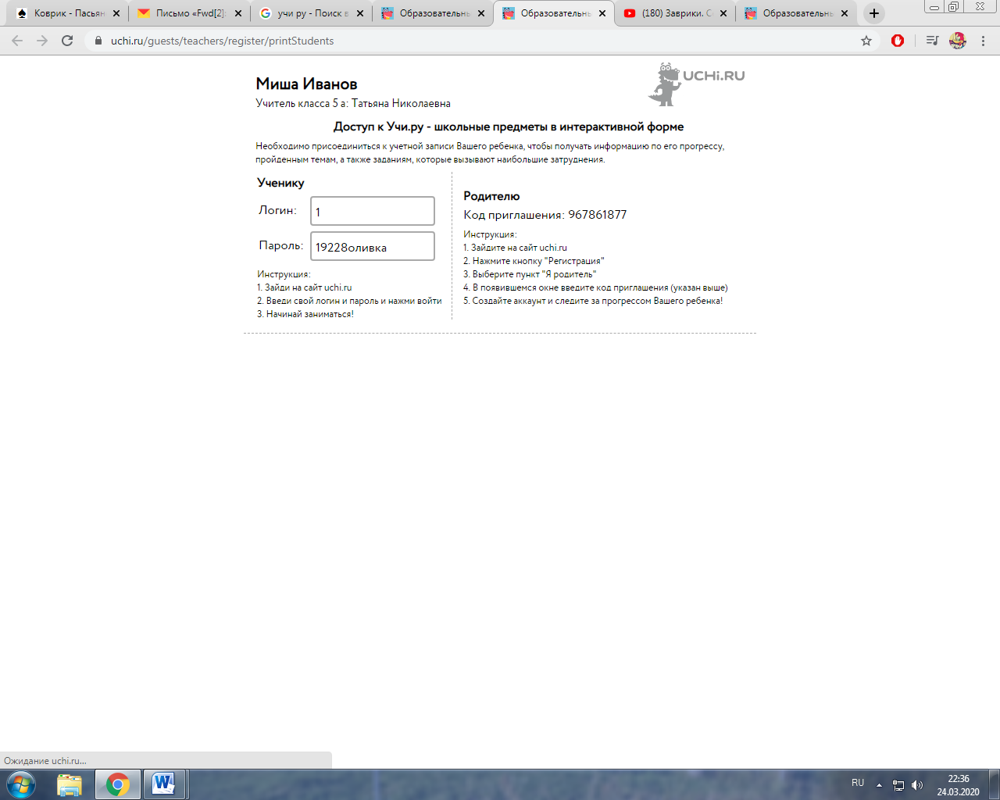 Коврик - Пасьян
Письмо «Fwd[2]:
учи ру - Поиск в
Образовательны
Образовательны
(180) Заврики. С
Образовательны
uchi.ru/guests/teachers/register/printStudents
UCHi.RU
Миша Иванов
Учитель класса 5 а: Татьяна Николаевна
Доступ к Учи.ру - школьные предметы в интерактивной форме
Необходимо присоединиться к учетной записи Вашего ребенка, чтобы получать информацию по его прогрессу,
пройденным темам, а также заданиям, которые вызывают наибольшие затруднения.
Ученику
Логин: 1
Пароль: 19228оливка
Инструкция:
1. Зайди на сайт uchi.ru
2. Введи свой логин и пароль и нажми войти
3. Начинай заниматься!
Родителю
Код приглашения: 967861877
Инструкция:
1. Зайдите на сайт uchi.ru
2. Нажмите кнопку "Регистрация"
3. Выберите пункт "Я родитель"
4. В появившемся окне введите код приглашения (указан выше)
5. Создайте аккаунт и следите за прогрессом Вашего ребенка!
Ожидание uchi.ru...
RU
22:36
24.03.2020